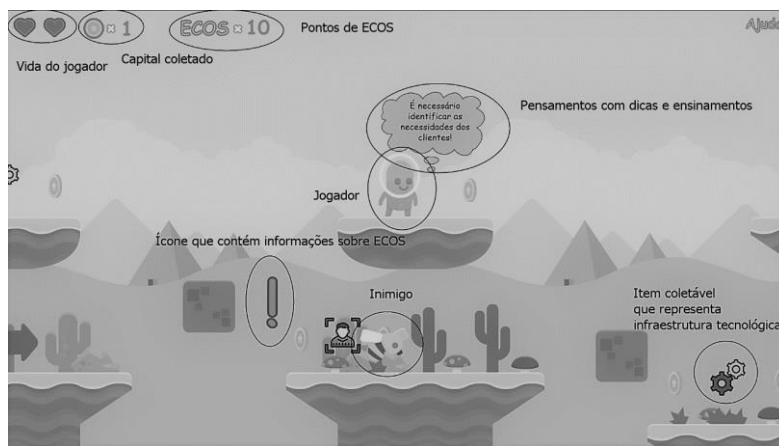 × 1
ECOS × 10
Pontos de ECOS
Ajuda
Vida do jogador
Capital coletado
É necessário
identificar as
necessidades dos
clientes!
Pensamentos com dicas e ensinamentos
Jogador
Ícone que contém informações sobre ECOS
Inimigo
Item coletável
que representa
infraestrutura tecnológica